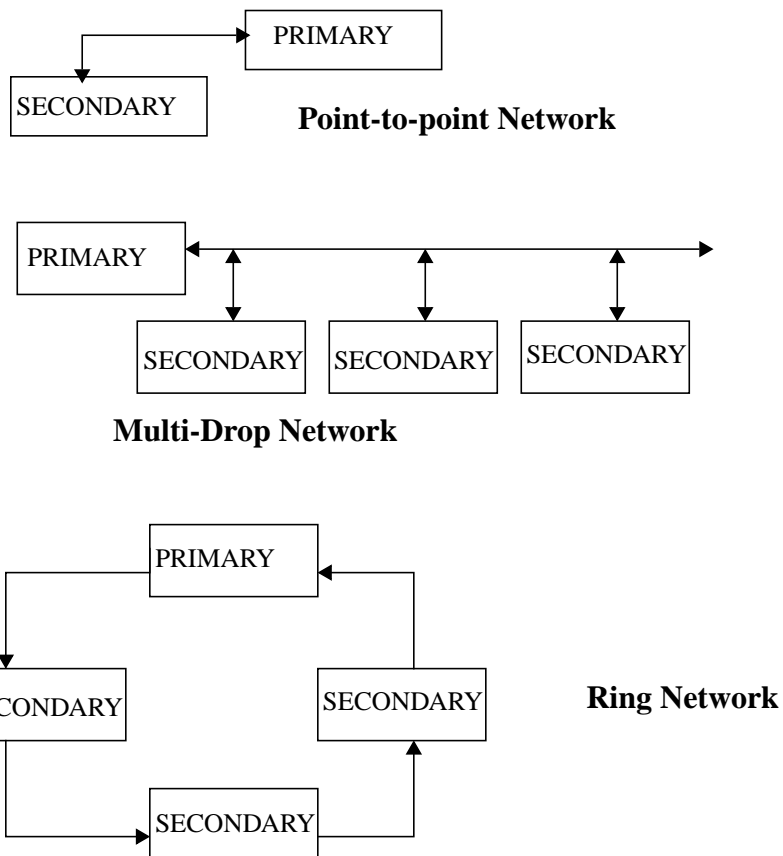 PRIMARY
SECONDARY
Point-to-point Network
PRIMARY
SECONDARY SECONDARY SECONDARY
Multi-Drop Network
PRIMARY
CONDARY SECONDARY
Ring Network
SECONDARY